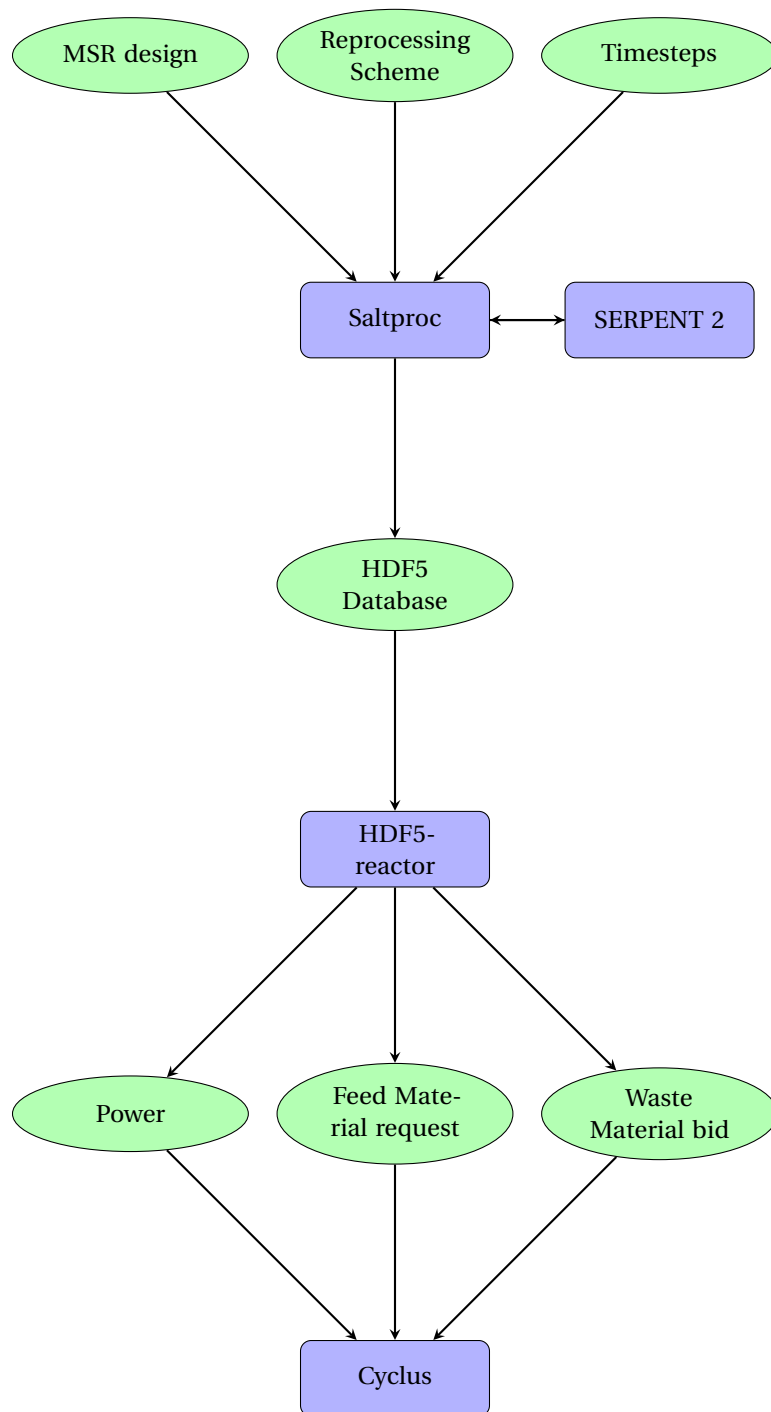 MSR design
Reprocessing
Scheme
Timesteps
Saltproc
SERPENT 2
HDF5
Database
HDF5-
reactor
Power
Feed Mate-
rial request
Waste
Material bid
Cyclus